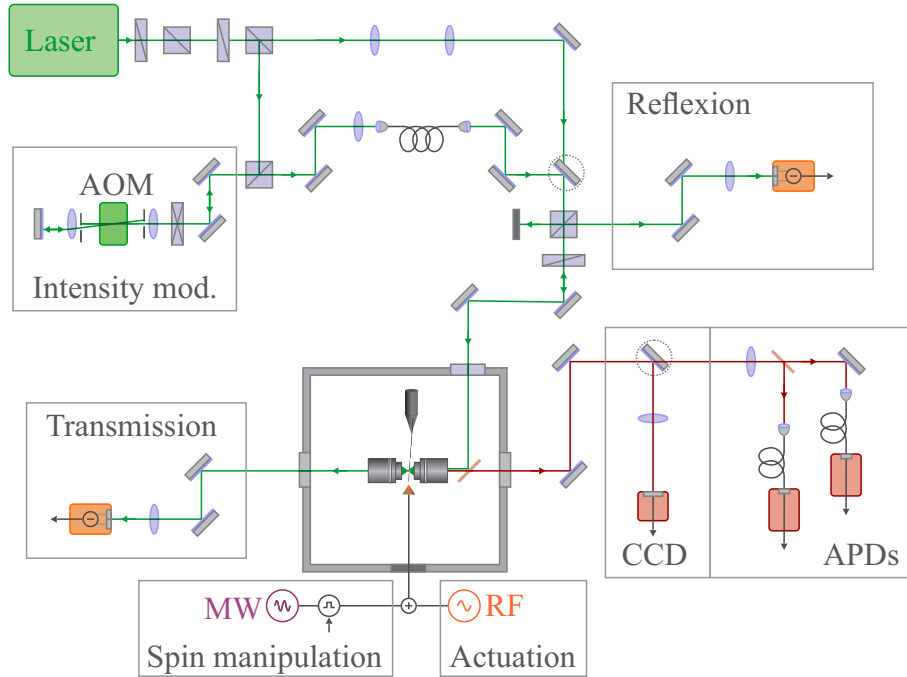 Laser
Reflexion
AOM
Intensity mod.
Transmission
CCD
APDs
MW
RF
Spin manipulation
Actuation